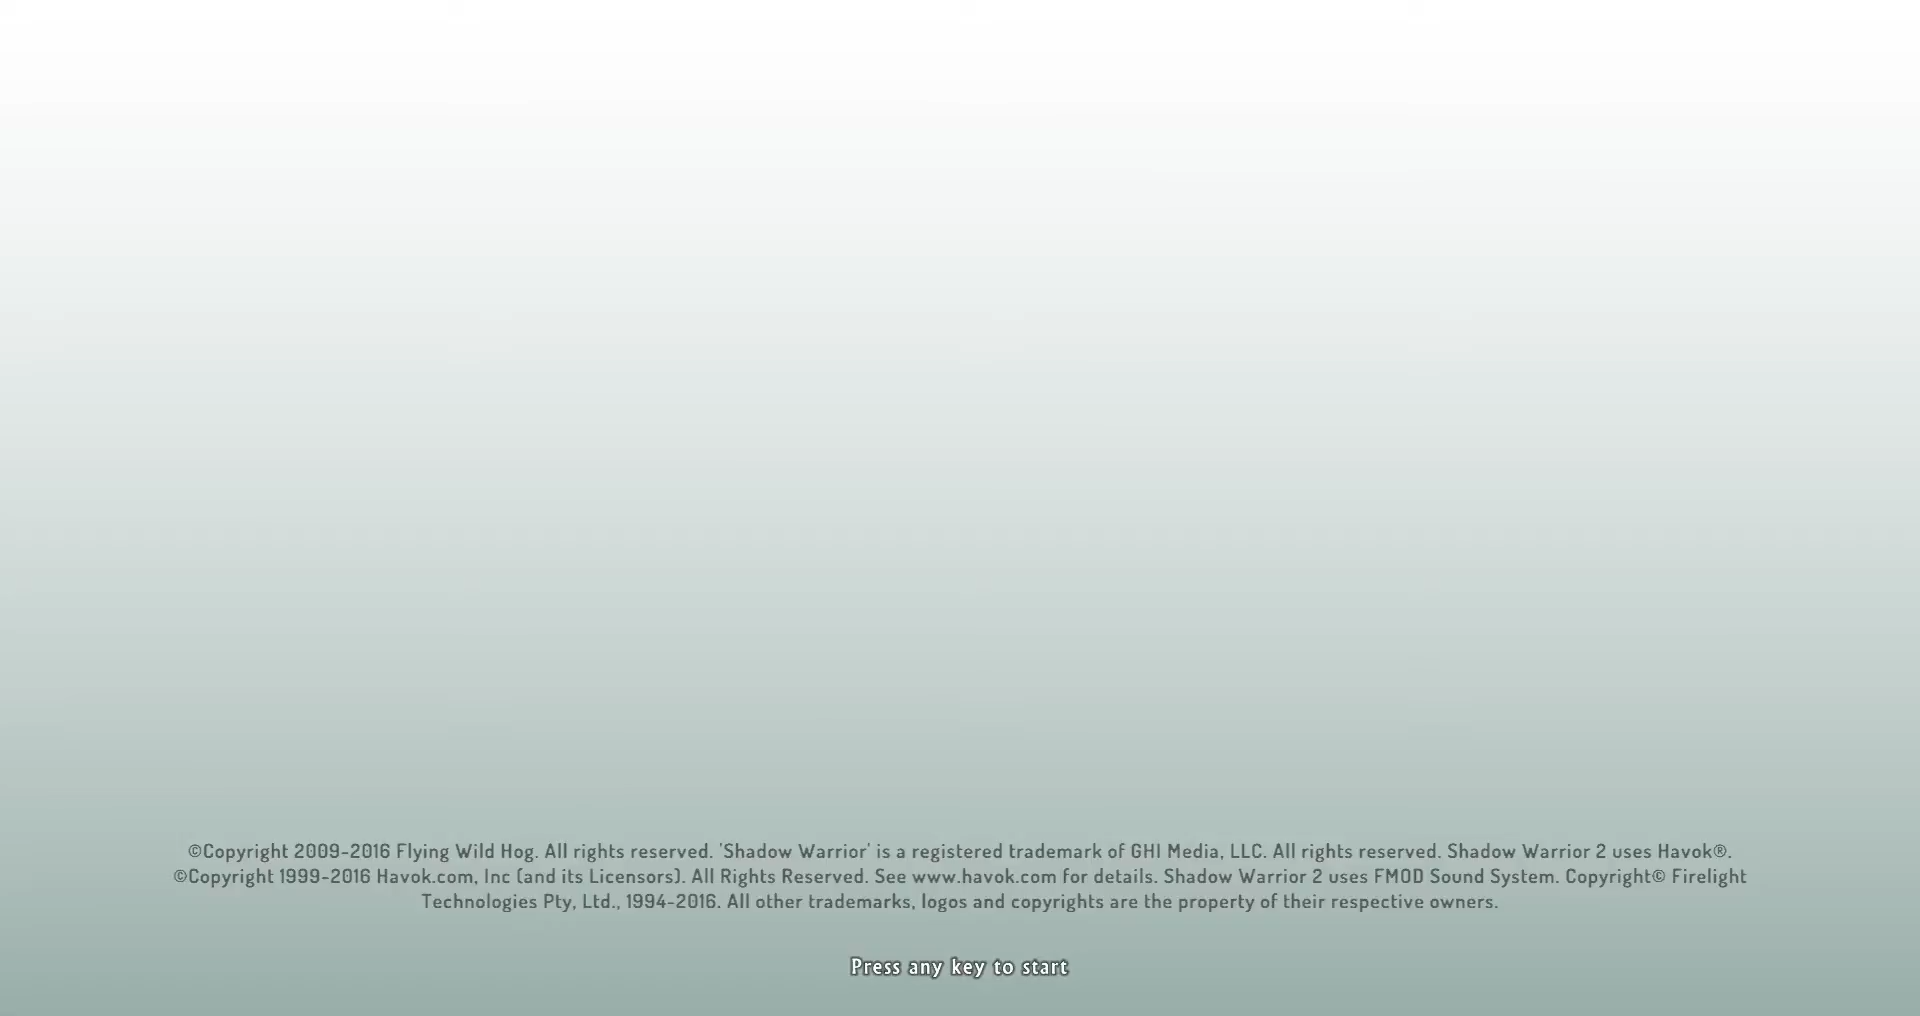 ©Copyright 2009-2016 Flying Wild Hog. All rights reserved. 'Shadow Warrior' is a registered trademark of GHI Media, LLC. All rights reserved. Shadow Warrior 2 uses Havok®.
©Copyright 1999-2016 Havok.com, Inc (and its Licensors). All Rights Reserved. See www.havok.com for details. Shadow Warrior 2 uses FMOD Sound System. Copyright© Firelight
Technologies Pty, Ltd., 1994-2016. All other trademarks, logos and copyrights are the property of their respective owners.
Press any key to start